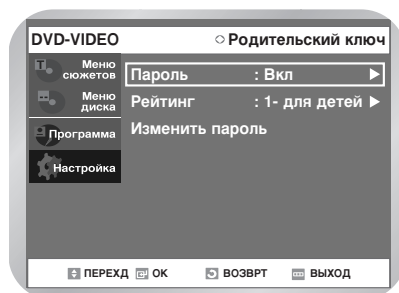 DVD-VIDEO Родительский ключ
Меню сюжетов
Пароль : Вкл
Меню диска
Рейтинг : 1- для детей
Изменить пароль
Программа
Настройка
ПЕРЕХД ОК ВОЗВРТ ВЫХОД